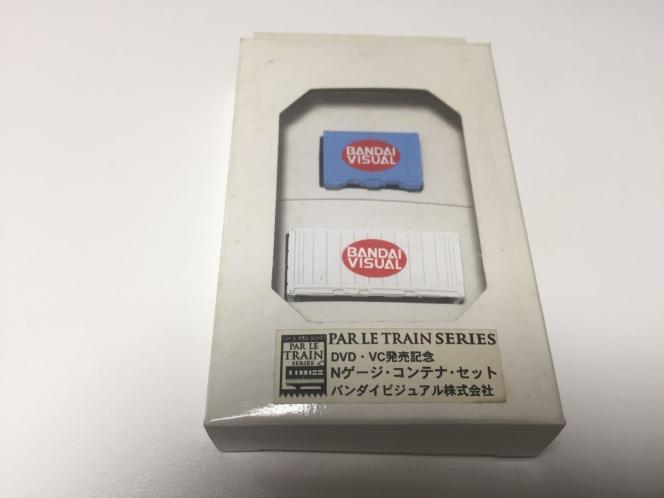 BANDAI
VISUAL
BANDAI
VISUAL
PAR LE
TRAIN
SERIES
PAR LE TRAIN SERIES
DVD・VC発売記念
Nゲージ・コンテナ・セット
バンダイビジュアル株式会社